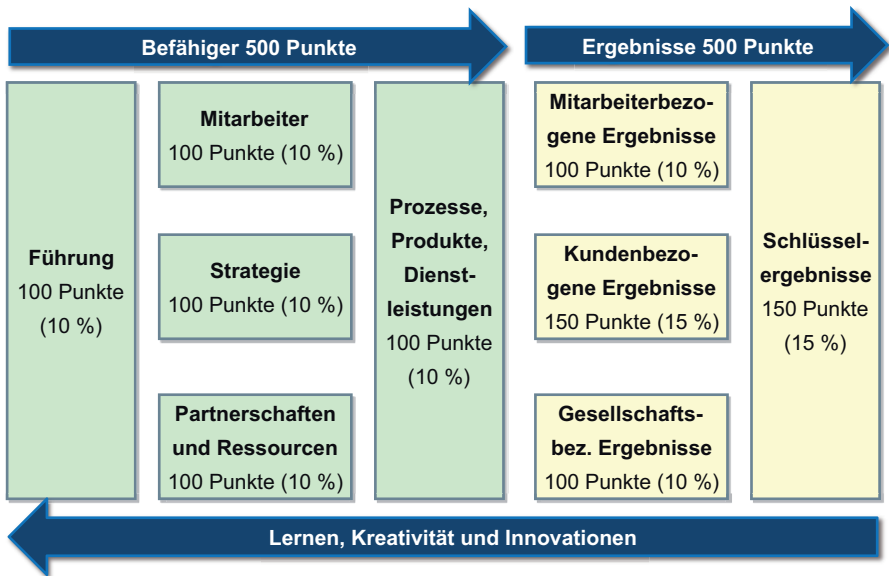 Befähiger 500 Punkte
Ergebnisse 500 Punkte
Führung
100 Punkte
(10 %)
Mitarbeiter
100 Punkte (10 %)
Strategie
100 Punkte (10 %)
Partnerschaften
und Ressourcen
100 Punkte (10 %)
Prozesse,
Produkte,
Dienst-
leistungen
100 Punkte
(10 %)
Mitarbeiterbezo-
gene Ergebnisse
100 Punkte (10 %)
Kundenbezo-
gene Ergebnisse
150 Punkte (15 %)
Gesellschafts-
bez. Ergebnisse
100 Punkte (10 %)
Schlüssel-
ergebnisse
150 Punkte
(15 %)
Lernen, Kreativität und Innovationen